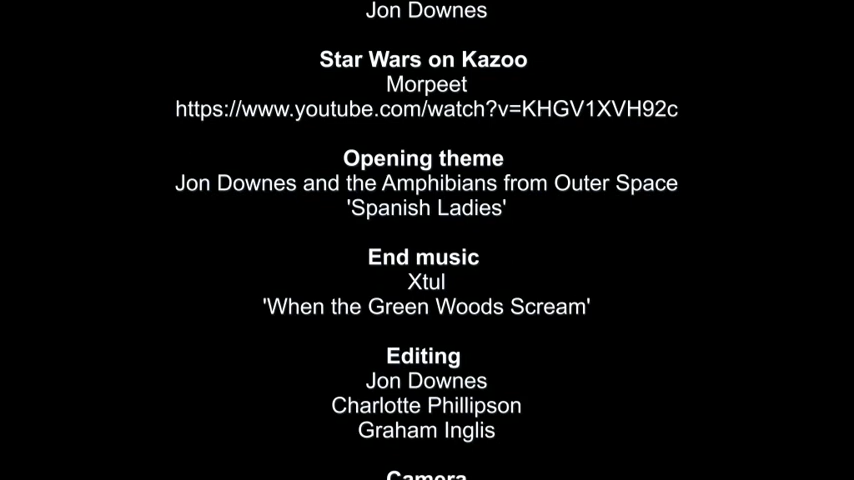 Jon Downes
Star Wars on Kazoo
Morpeet
https://www.youtube.com/watch?v=KHGV1XVH92c
Opening theme
Jon Downes and the Amphibians from Outer Space
'Spanish Ladies'
End music
Xtul
'When the Green Woods Scream'
Editing
Jon Downes
Charlotte Phillipson
Graham Inglis
Camera